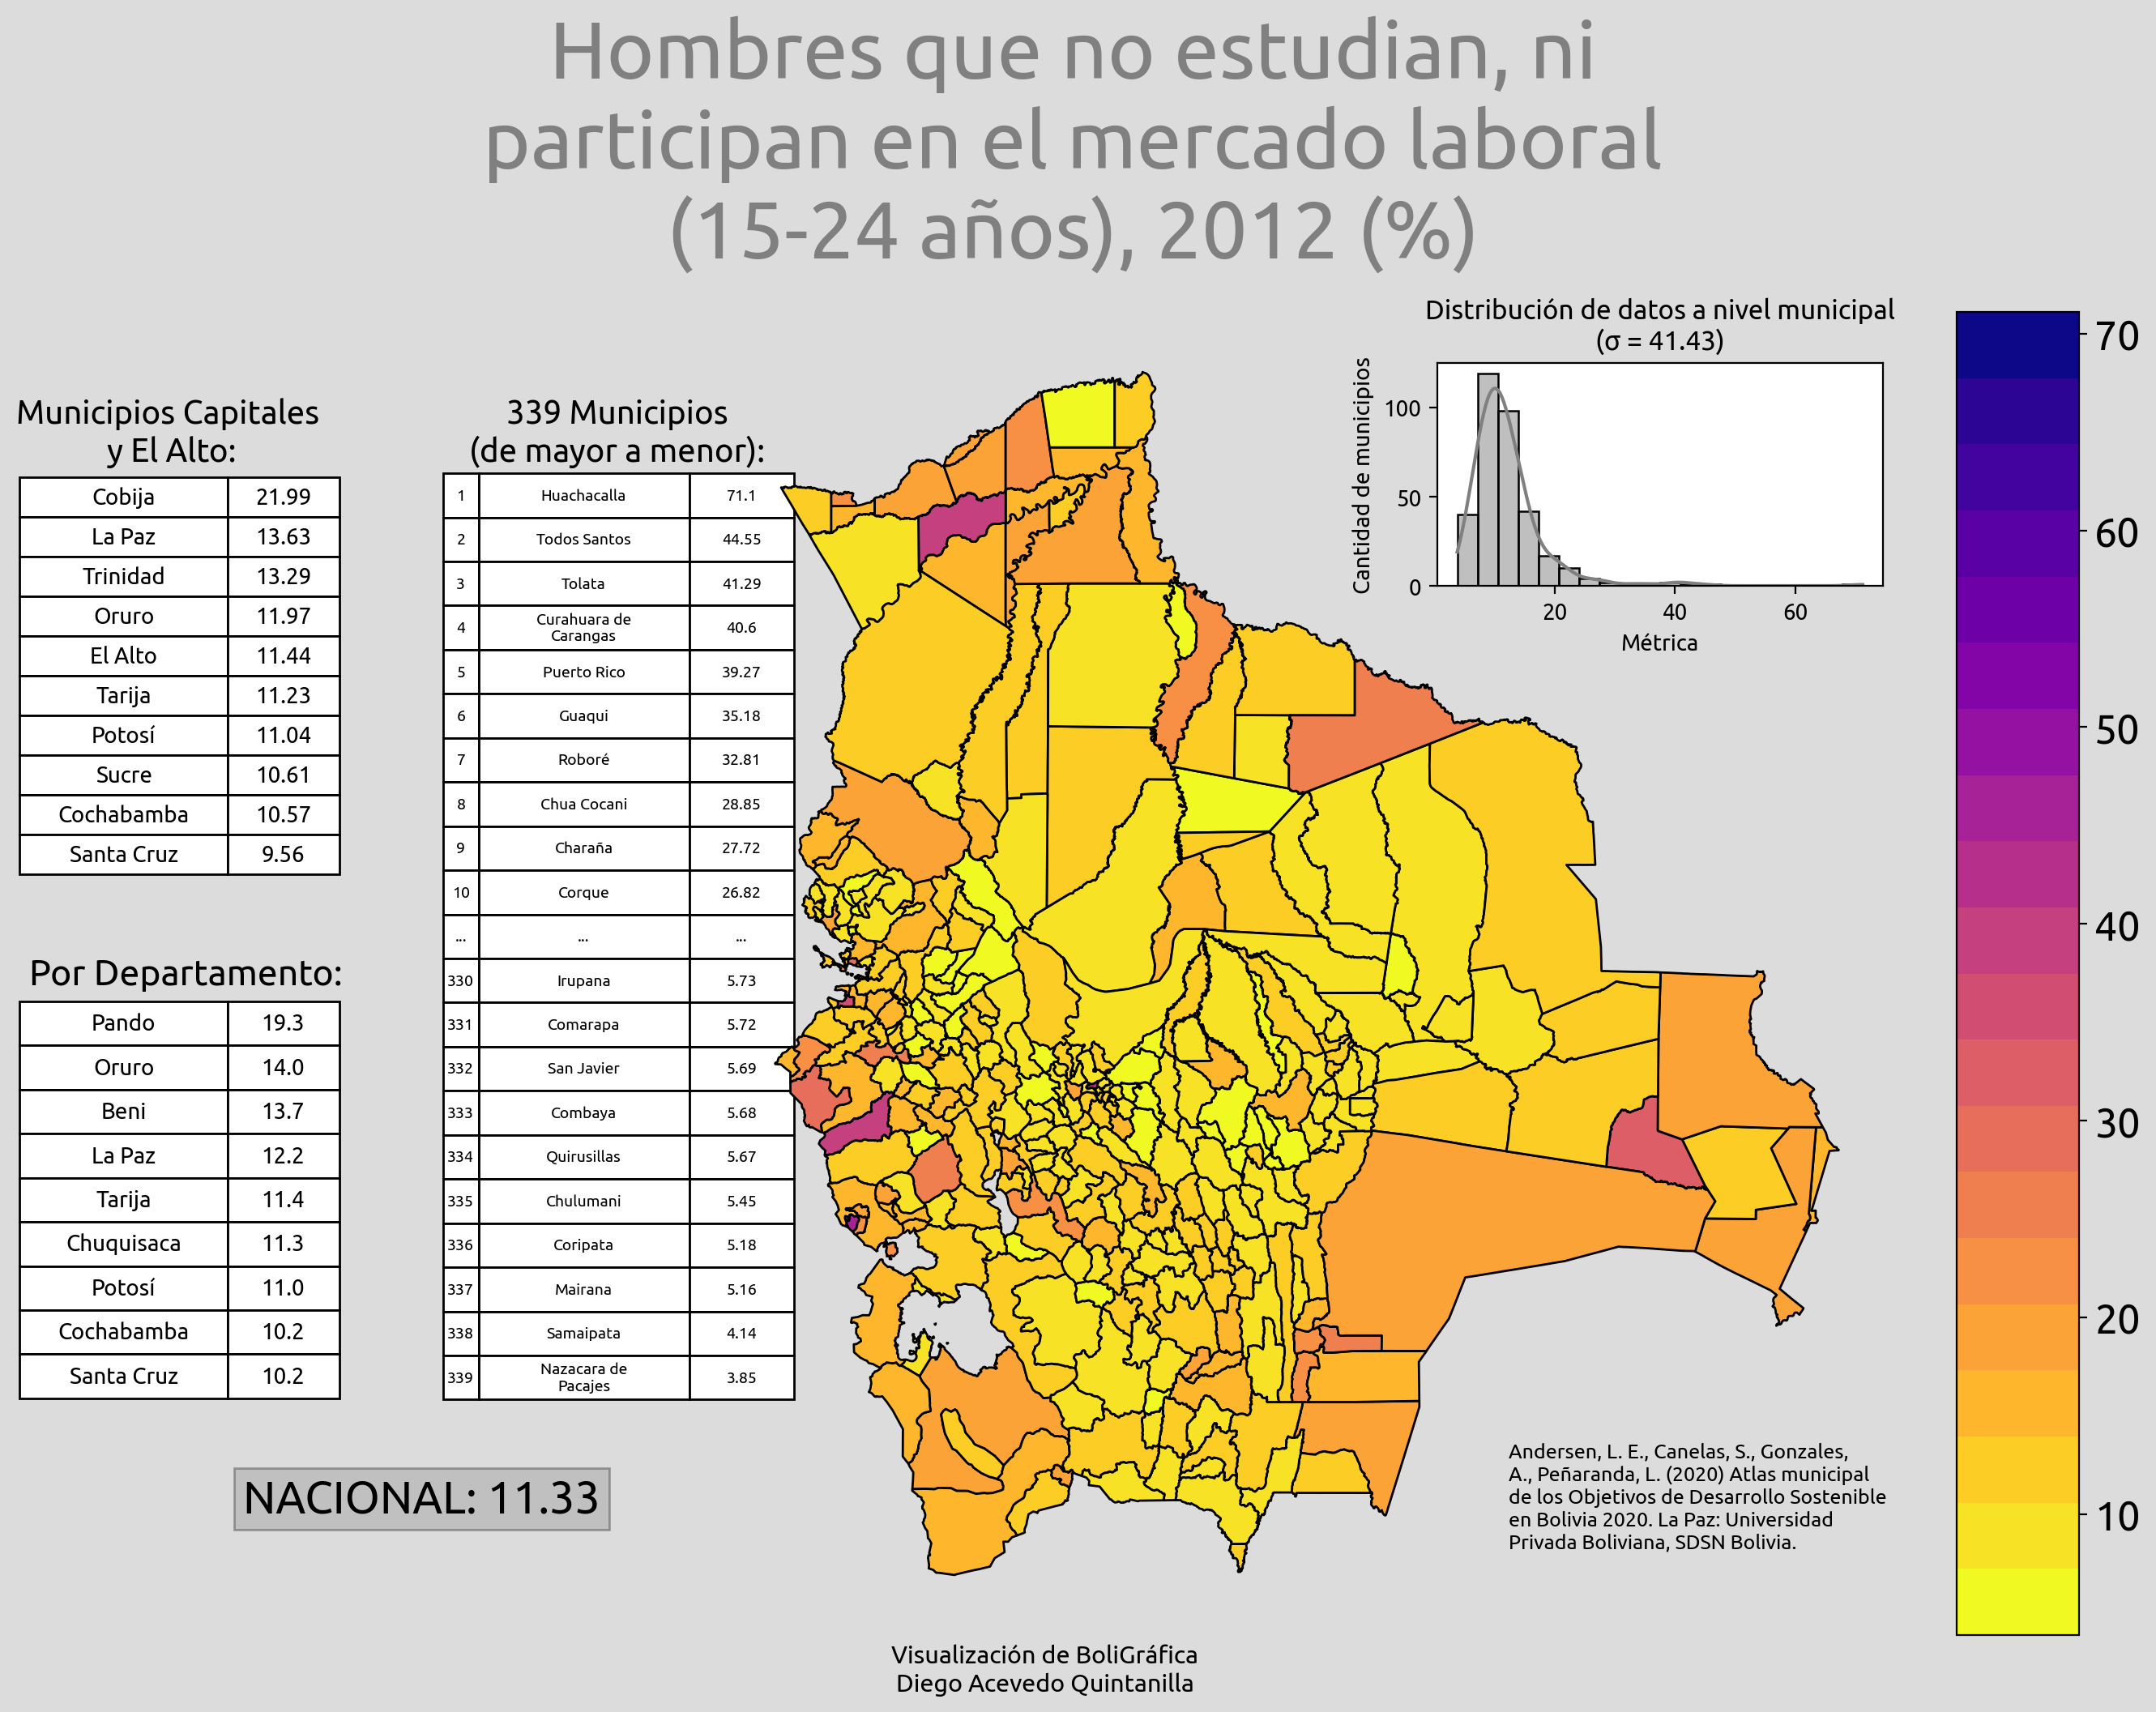 Hombres que no estudian, ni
participan en el mercado laboral
(15-24 años), 2012 (%)
Municipios Capitales
y El Alto:
Cobija 21.99
La Paz 13.63
Trinidad 13.29
Oruro 11.97
El Alto 11.44
Tarija 11.23
Potosí 11.04
Sucre 10.61
Cochabamba 10.57
Santa Cruz 9.56
Por Departamento:
Pando 19.3
Oruro 14.0
Beni 13.7
La Paz 12.2
Tarija 11.4
Chuquisaca 11.3
Potosí 11.0
Cochabamba 10.2
Santa Cruz 10.2
NACIONAL: 11.33
339 Municipios
(de mayor a menor):
1 Huachacalla 71.1
2 Todos Santos 44.55
3 Tolata 41.29
4 Curahuara de
Carangas 40.6
5 Puerto Rico 39.27
6 Guaqui 35.18
7 Roboré 32.81
8 Chua Cocani 28.85
9 Charaña 27.72
10 Corque 26.82
... ... ...
330 Irupana 5.73
331 Comarapa 5.72
332 San Javier 5.69
333 Combaya 5.68
334 Quirusillas 5.67
335 Chulumani 5.45
336 Coripata 5.18
337 Mairana 5.16
338 Samaipata 4.14
339 Nazacara de
Pacajes 3.85
Distribución de datos a nivel municipal
(σ = 41.43)
Cantidad de municipios
100
50
0
20 40 60
Métrica
70
60
50
40
30
20
10
Andersen, L. E., Canelas, S., Gonzales,
A., Peñaranda, L. (2020) Atlas municipal
de los Objetivos de Desarrollo Sostenible
en Bolivia 2020. La Paz: Universidad
Privada Boliviana, SDSN Bolivia.
Visualización de BoliGráfica
Diego Acevedo Quintanilla